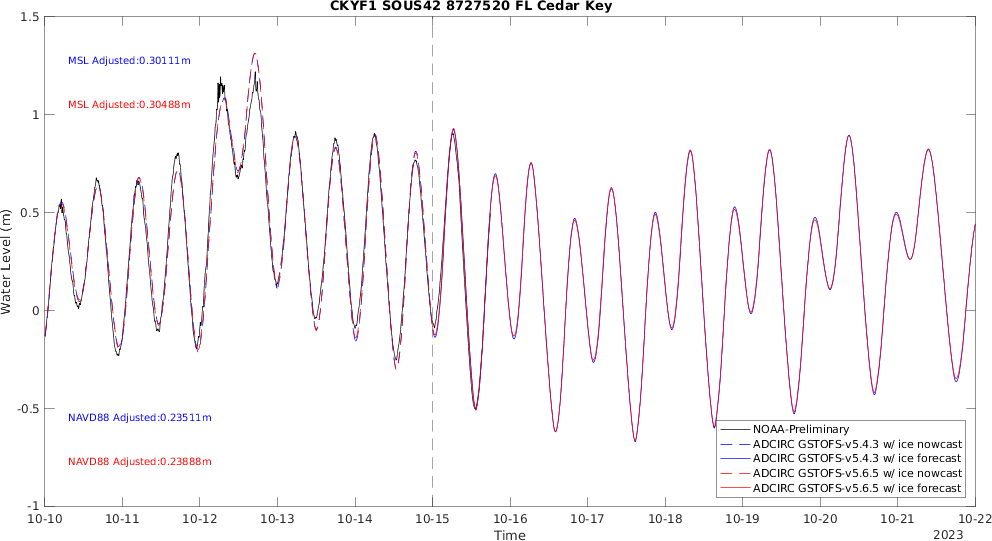 CKYF1 SOUS42 8727520 FL Cedar Key
1.5
1
0.5
0
-0.5
-1
Water Level (m)
MSL Adjusted:0.30111m
MSL Adjusted:0.30488m
NAVD88 Adjusted:0.23511m
NAVD88 Adjusted:0.23888m
NOAA-Preliminary
ADCIRC GSTOFS-v5.4.3 w/ ice nowcast
ADCIRC GSTOFS-v5.4.3 w/ ice forecast
ADCIRC GSTOFS-v5.6.5 w/ ice nowcast
ADCIRC GSTOFS-v5.6.5 w/ ice forecast
10-10 10-11 10-12 10-13 10-14 10-15 10-16 10-17 10-18 10-19 10-20 10-21 10-22
Time
2023